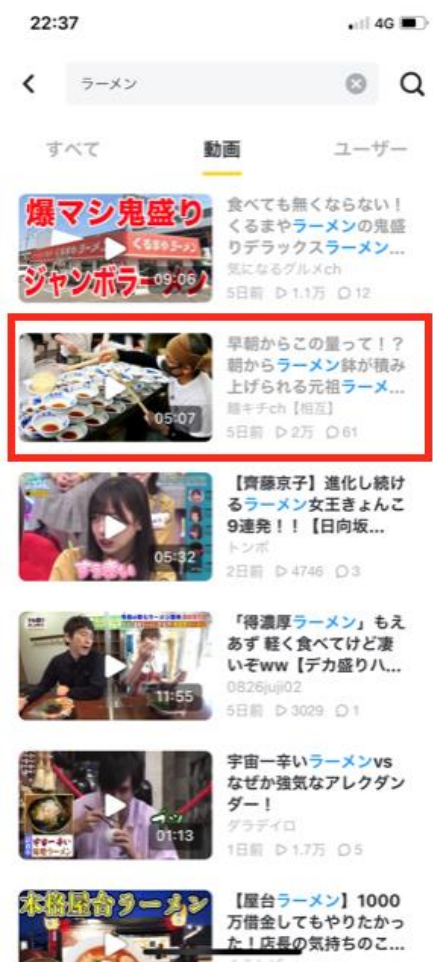 22:37
4G
ラーメン
すべて 動画 ユーザー
爆マシ鬼盛り
くるまやラーメン
ジャンボラーメン
09:06
食べても無くならない！
くるまやラーメンの鬼盛
りデラックスラーメン...
気になるグルメch
5日前 1.1万 12
05:07
早朝からこの量って！？
朝からラーメン鉢が積み
上げられる元祖ラーメ...
麺キチch【相互】
5日前 2万 61
05:32
【齊藤京子】進化し続け
るラーメン女王きょんこ
9連発！！【日向坂...
トンボ
2日前 4746 3
11:55
「得濃厚ラーメン」もえ
あず 軽く食べてけど凄
いぞww【デカ盛りハ...
0826juji02
5日前 3029 1
01:13
宇宙一辛いラーメンvs
なぜか強気なアレクダン
ダー！
グラデイロ
1日前 1.7万 5
本格屋台ラーメン
【屋台ラーメン】1000
万借金してもやりたかっ
た！店長の気持ちのこ...